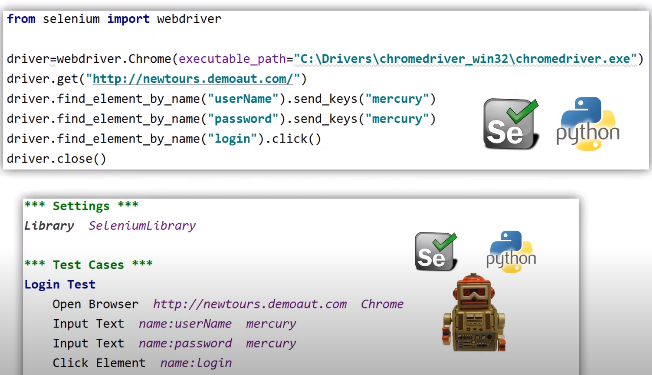 from selenium import webdriver
driver=webdriver.Chrome(executable_path="C:\Drivers\chromedriver_win32\chromedriver.exe")
driver.get("http://newtours.demoaut.com/")
driver.find_element_by_name("userName").send_keys("mercury")
driver.find_element_by_name("password").send_keys("mercury")
driver.find_element_by_name("login").click()
driver.close()
Se
python
*** Settings ***
Library  SeleniumLibrary
*** Test Cases ***
Login Test
    Open Browser  http://newtours.demoaut.com  Chrome
    Input Text  name:userName  mercury
    Input Text  name:password  mercury
    Click Element  name:login
Se
python